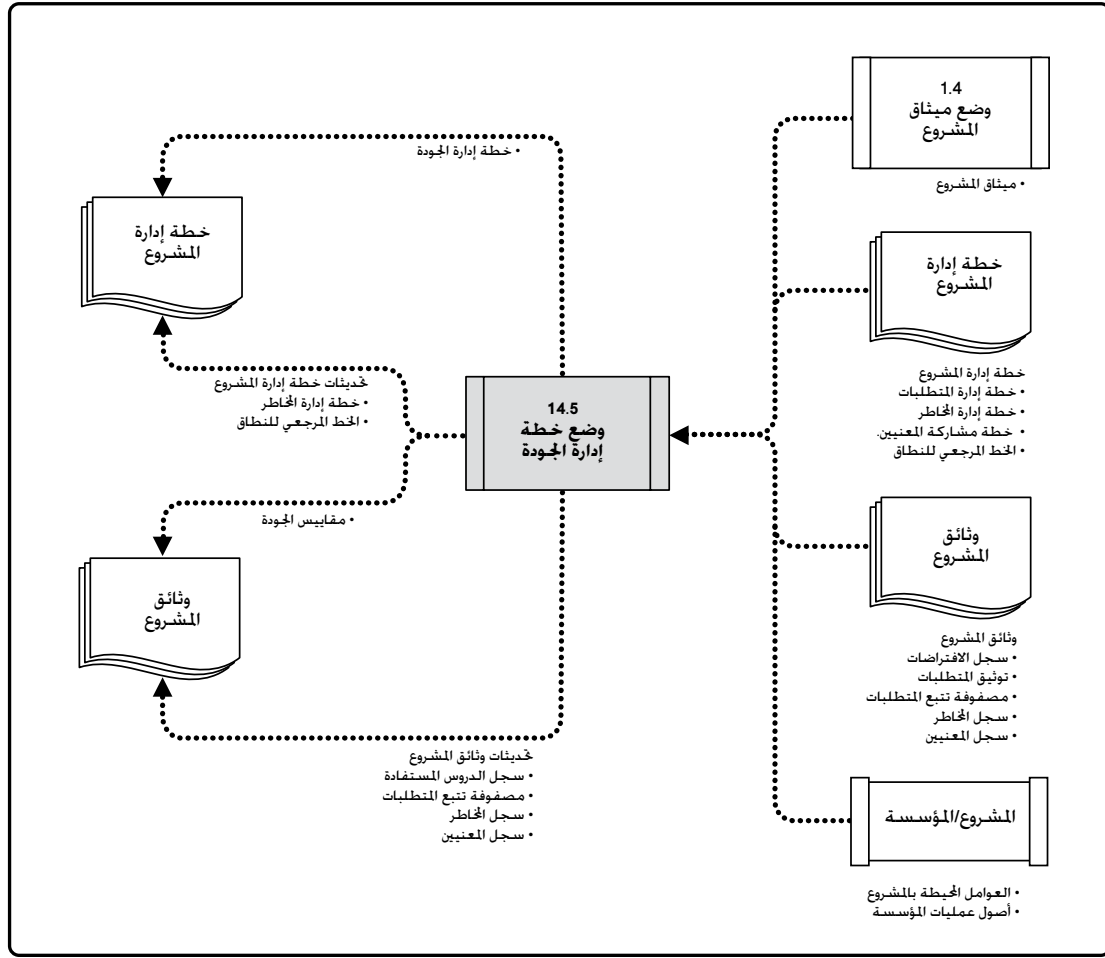 1.4
وضع ميثاق
المشروع
• ميثاق المشروع
خطة إدارة
المشروع
خطة إدارة المشروع
• خطة إدارة المتطلبات
• خطة إدارة المخاطر
• خطة مشاركة المعنيين.
• الخط المرجعي للنطاق
وثائق
المشروع
وثائق المشروع
• سجل الافتراضات
• توثيق المتطلبات
• مصفوفة تتبع المتطلبات
• سجل المخاطر
• سجل المعنيين
المشروع/المؤسسة
• العوامل المحيطة بالمشروع
• أصول عمليات المؤسسة
14.5
وضع خطة
إدارة الجودة
• خطة إدارة الجودة
خطة إدارة
المشروع
تحديثات خطة إدارة المشروع
• خطة إدارة المخاطر
• الخط المرجعي للنطاق
• مقاييس الجودة
وثائق
المشروع
تحديثات وثائق المشروع
• سجل الدروس المستفادة
• مصفوفة تتبع المتطلبات
• سجل المخاطر
• سجل المعنيين